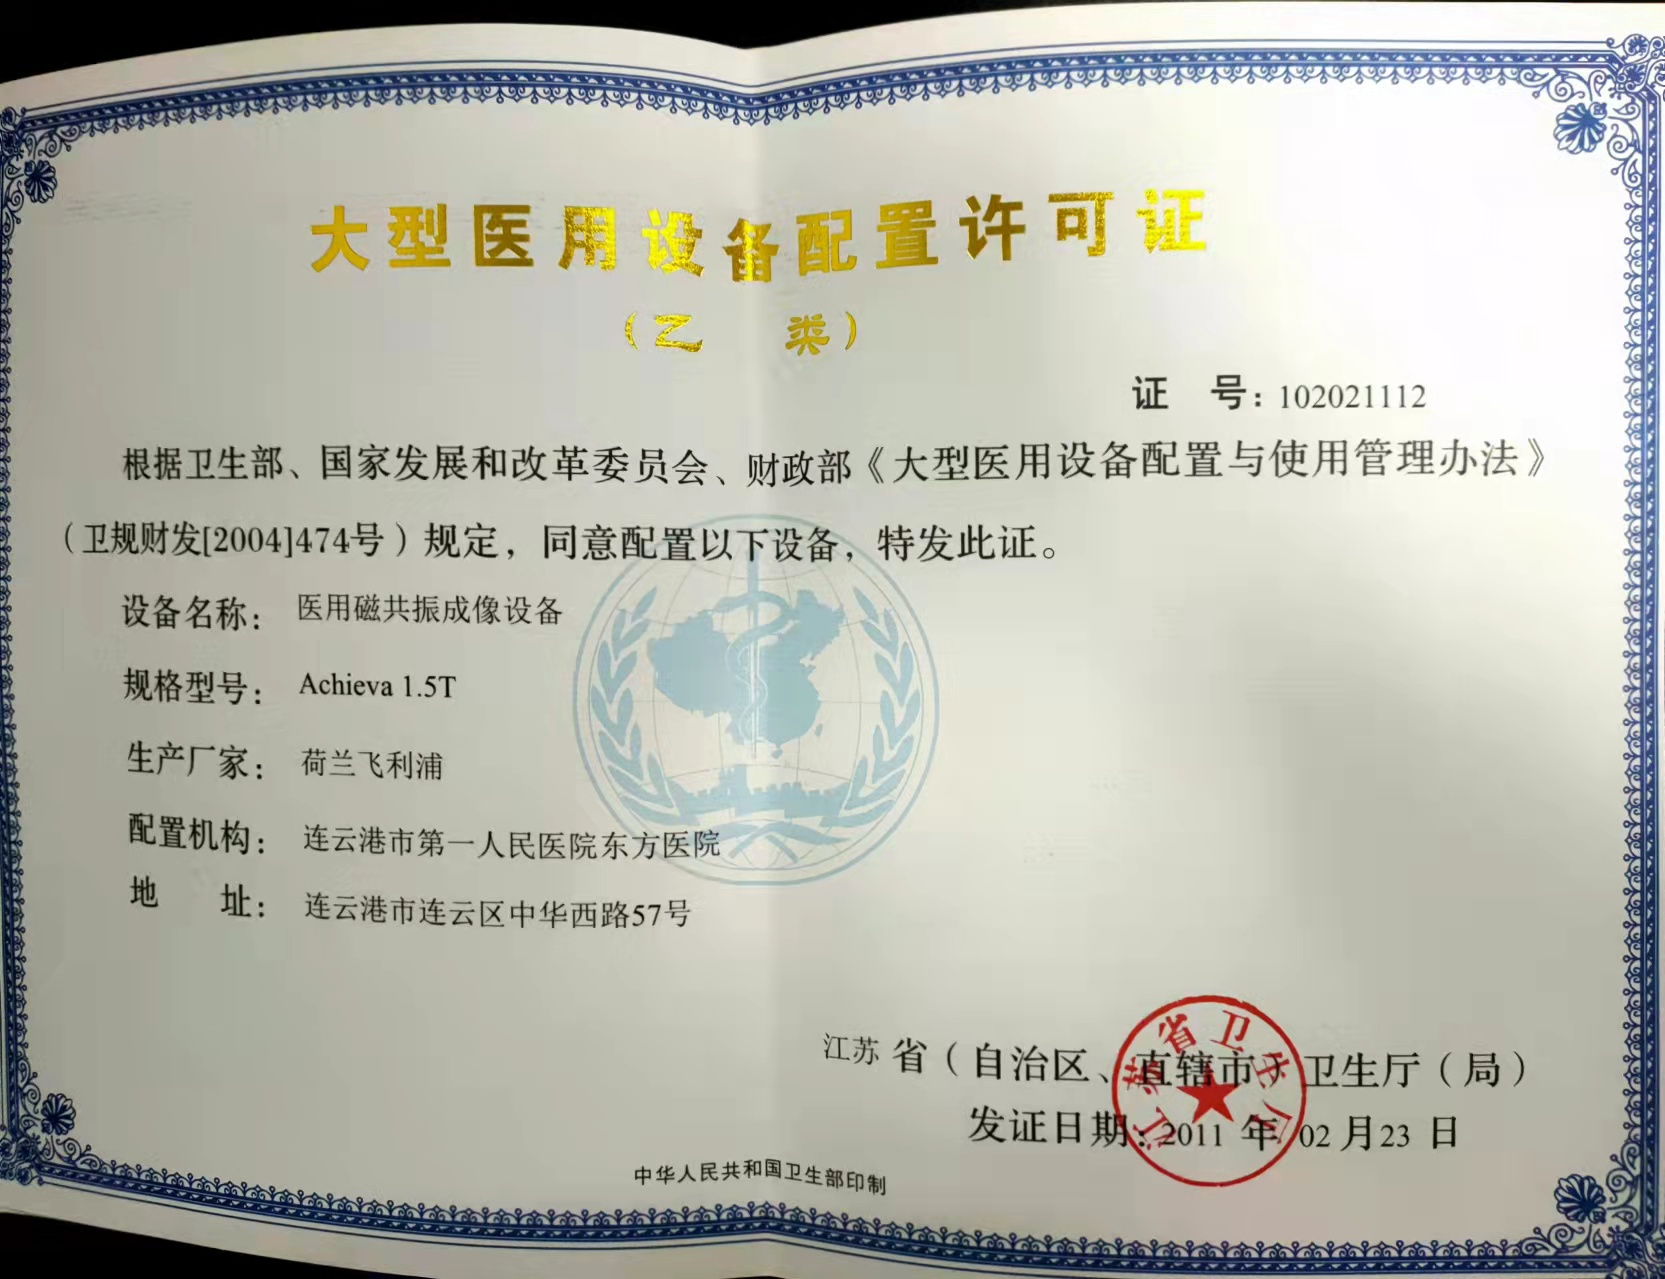 大型医用设备配置许可证
（乙 类）
证 号：102021112
根据卫生部、国家发展和改革委员会、财政部《大型医用设备配置与使用管理办法》
（卫规财发[2004]474号）规定，同意配置以下设备，特发此证。
设备名称： 医用磁共振成像设备
规格型号： Achieva 1.5T
生产厂家： 荷兰飞利浦
配置机构： 连云港市第一人民医院东方医院
地 址： 连云港市连云区中华西路57号
江苏 省（自治区、直辖市）卫生厅（局）
江苏省卫生厅
发证日期：2011 年 02 月 23 日
中华人民共和国卫生部印制